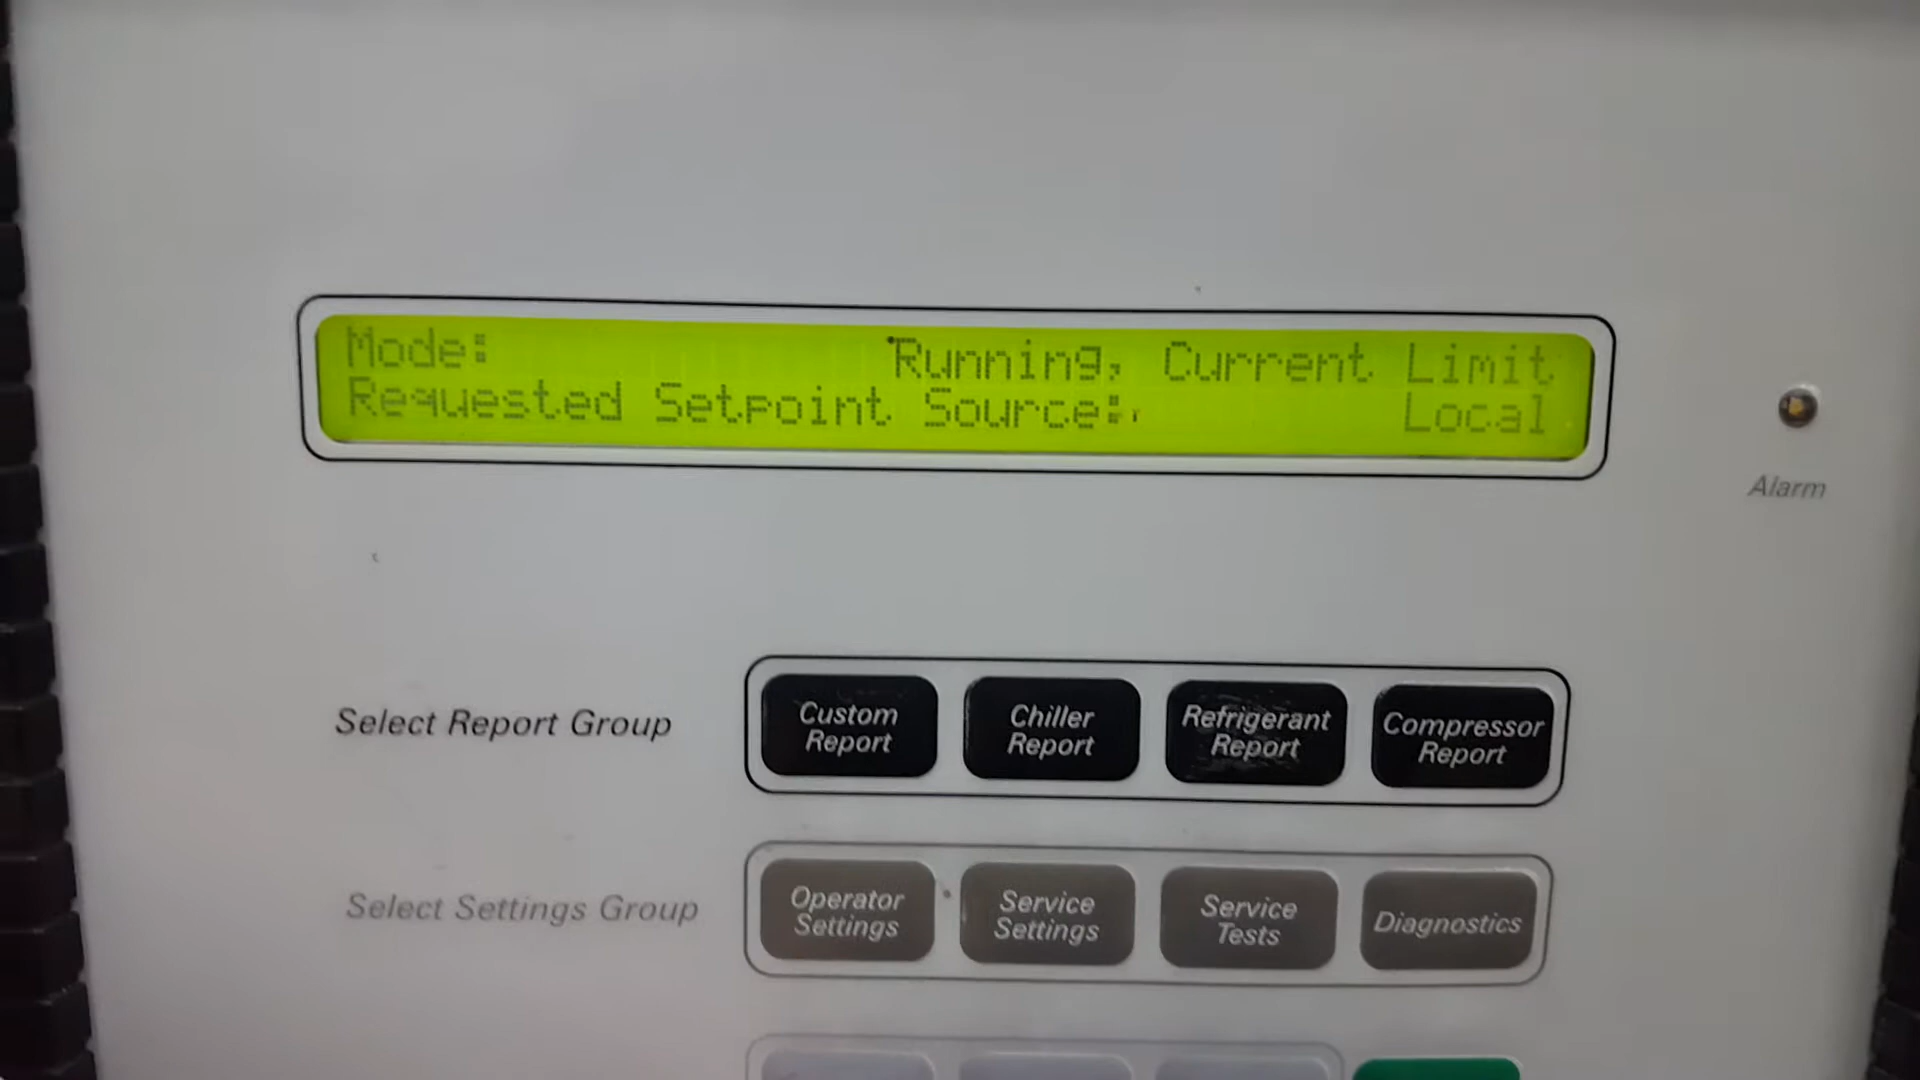 Mode: Running, Current Limit
Requested Setpoint Source: Local
Alarm
Select Report Group
Custom
Report
Chiller
Report
Refrigerant
Report
Compressor
Report
Select Settings Group
Operator
Settings
Service
Settings
Service
Tests
Diagnostics